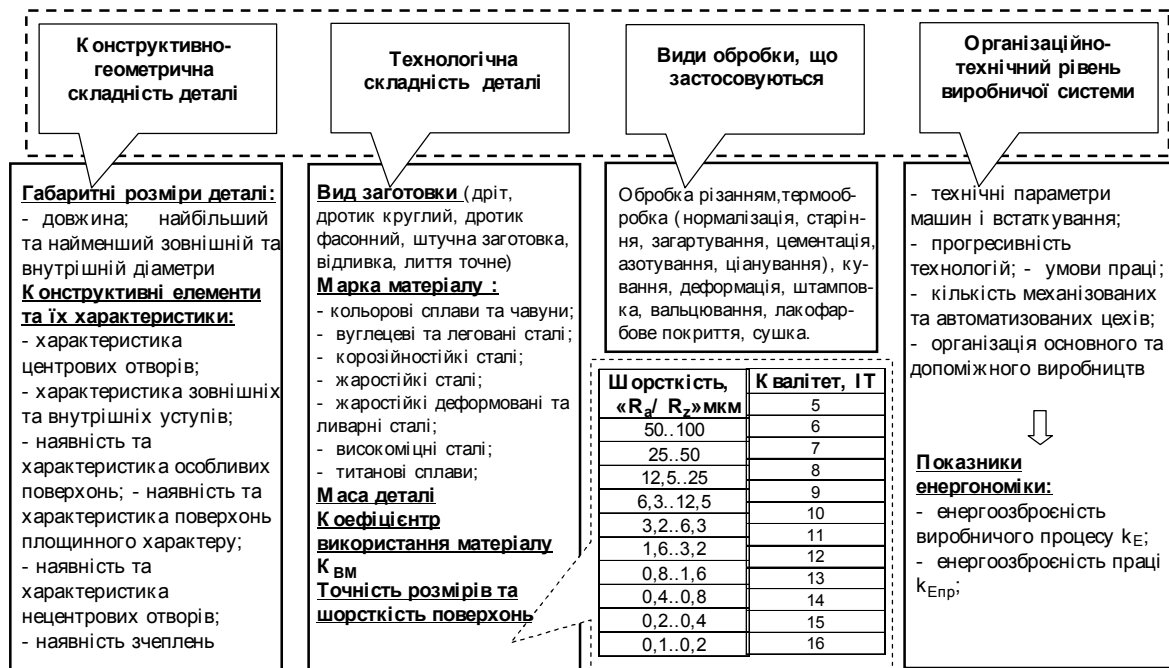 Конструктивно-
геометрична
складність деталі
Технологічна
складність деталі
Види обробки, що
застосовуються
Організаційно-
технічний рівень
виробничої системи
Габаритні розміри деталі:
- довжина; найбільший
та найменший зовнішній та
внутрішній діаметри
Конструктивні елементи
та їх характеристики:
- характеристика
центрових отворів;
- характеристика зовнішніх
та внутрішніх уступів;
- наявність та
характеристика особливих
поверхонь; - наявність та
характеристика поверхонь
площинного характеру;
- наявність та
характеристика
нецентрових отворів;
- наявність зчеплень
Вид заготовки (дріт,
дротик круглий, дротик
фасонний, штучна заготовка,
відливка, лиття точне)
Марка матеріалу :
- кольорові сплави та чавуни;
- вуглецеві та леговані сталі;
- корозійностійкі сталі;
- жаростійкі сталі;
- жаростійкі деформовані та
ливарні сталі;
- високоміцні сталі;
- титанові сплави;
Маса деталі
Коефіцієнтр
використання матеріалу
К ВМ
Точність розмірів та
шорсткість поверхонь
Обробка різанням,термооб-
робка (нормалізація, старін-
ня, загартування, цементація,
азотування, ціанування), ку-
вання, деформація, штампов-
ка, вальцювання, лакофар-
бове покриття, сушка.
Шорсткість,
«Ra/ Rz»мкм
50..100
25..50
12,5..25
6,3..12,5
3,2..6,3
1,6..3,2
0,8..1,6
0,4..0,8
0,2..0,4
0,1..0,2
Квалітет, IT
5
6
7
8
9
10
11
12
13
14
15
16
- технічні параметри
машин і встаткування;
- прогресивність
технологій; - умови праці;
- кількість механізованих
та автоматизованих цехів;
- організація основного та
допоміжного виробництв
Показники
енергономіки:
- енергоозброєність
виробничого процесу kE;
- енергоозброєність праці
kEпр;